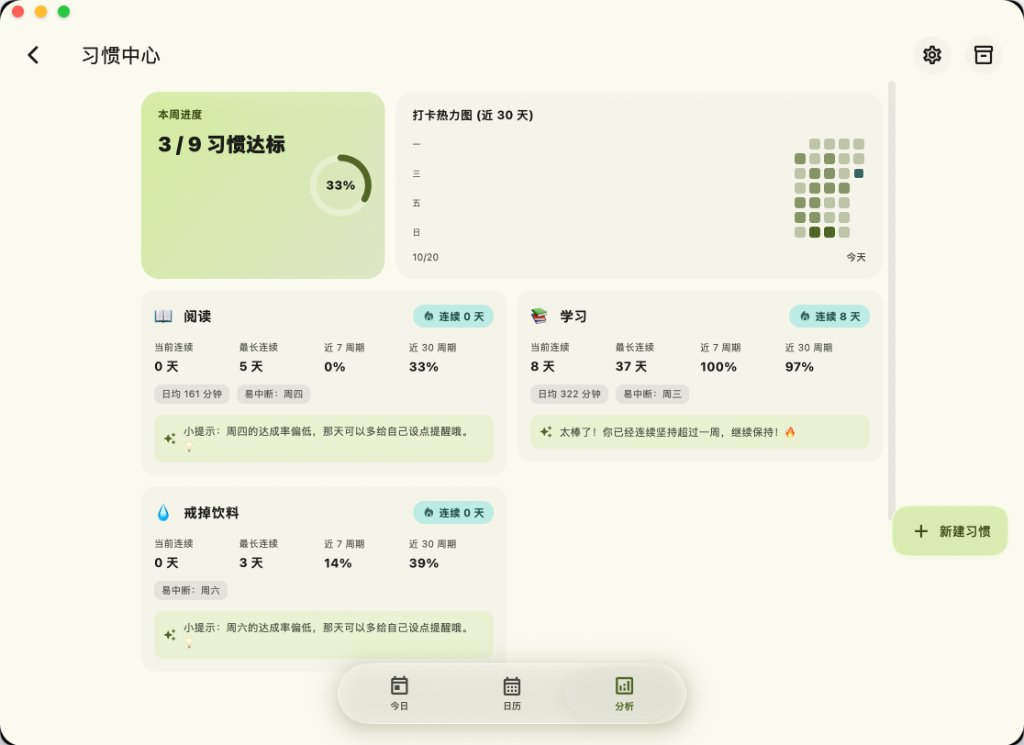 习惯中心
本周进度
3 / 9 习惯达标
33%
打卡热力图 (近 30 天)
一
三
五
日
10/20
今天
阅读
连续 0 天
当前连续
最长连续
近 7 周期
近 30 周期
0 天
5 天
0%
33%
日均 161 分钟
易中断：周四
小提示：周四的达成率偏低，那天可以多给自己设点提醒哦。
学习
连续 8 天
当前连续
最长连续
近 7 周期
近 30 周期
8 天
37 天
100%
97%
日均 322 分钟
易中断：周三
太棒了！你已经连续坚持超过一周，继续保持！🔥
戒掉饮料
连续 0 天
当前连续
最长连续
近 7 周期
近 30 周期
0 天
3 天
14%
39%
易中断：周六
小提示：周六的达成率偏低，那天可以多给自己设点提醒哦。
新建习惯
今日
日历
分析